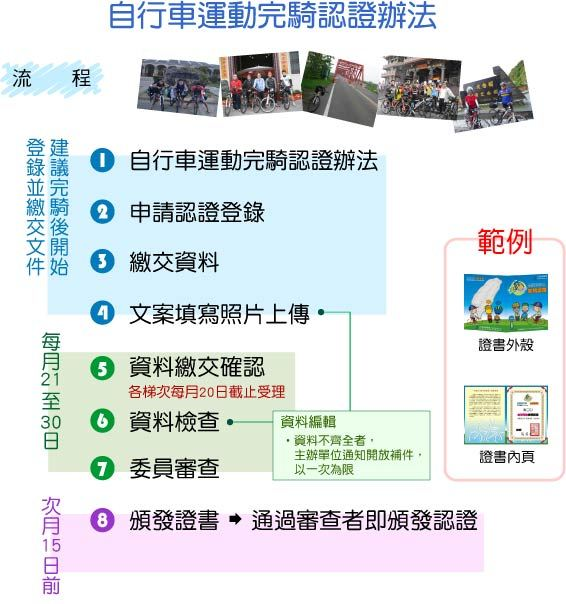 自行車運動完騎認證辦法
流 程
建議完騎後開始
登錄並繳交文件
1 自行車運動完騎認證辦法
2 申請認證登錄
3 繳交資料
4 文案填寫照片上傳
每月21至30日
5 資料繳交確認
各梯次每月20日截止受理
6 資料檢查
7 委員審查
資料編輯
・資料不齊全者，
主辦單位通知開放補件，
以一次為限
次月15日前
8 頒發證書 ➡ 通過審查者即頒發認證
範例
證書外殼
證書內頁